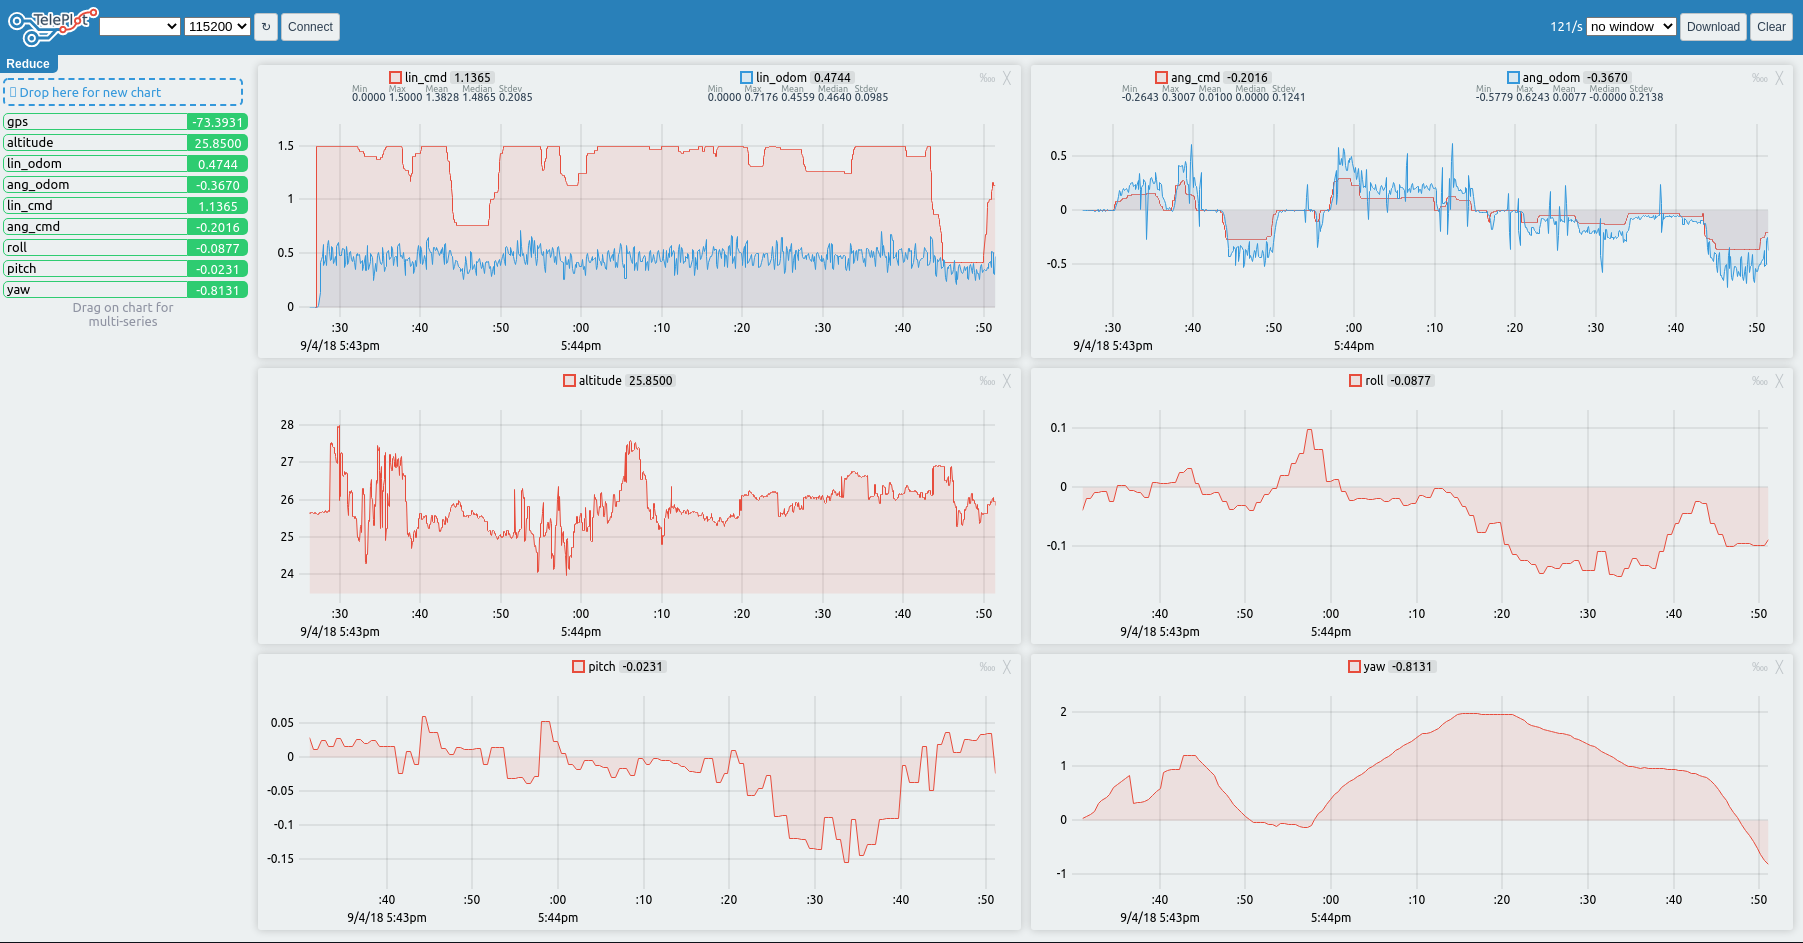 TelePlot 115200 ↻ Connect 121/s no window Download Clear
Reduce
Drop here for new chart
gps -73.3931
altitude 25.8500
lin_odom 0.4744
ang_odom -0.3670
lin_cmd 1.1365
ang_cmd -0.2016
roll -0.0877
pitch -0.0231
yaw -0.8131
Drag on chart for
multi-series
lin_cmd 1.1365 lin_odom 0.4744 ‰₀₀ ╳
Min Max Mean Median Stdev Min Max Mean Median Stdev
0.0000 1.5000 1.3828 1.4865 0.2085 0.0000 0.7176 0.4559 0.4640 0.0985
1.5
1
0.5
0
:30 :40 :50 :00 :10 :20 :30 :40 :50
9/4/18 5:43pm 5:44pm
ang_cmd -0.2016 ang_odom -0.3670 ‰₀₀ ╳
Min Max Mean Median Stdev Min Max Mean Median Stdev
-0.2643 0.3007 0.0100 0.0000 0.1241 -0.5779 0.6243 0.0077 -0.0000 0.2138
0.5
0
-0.5
:30 :40 :50 :00 :10 :20 :30 :40 :50
9/4/18 5:43pm 5:44pm
altitude 25.8500 ‰₀₀ ╳
28
27
26
25
24
:30 :40 :50 :00 :10 :20 :30 :40 :50
9/4/18 5:43pm 5:44pm
roll -0.0877 ‰₀₀ ╳
0.1
0
-0.1
:40 :50 :00 :10 :20 :30 :40 :50
9/4/18 5:43pm 5:44pm
pitch -0.0231 ‰₀₀ ╳
0.05
0
-0.05
-0.1
-0.15
:40 :50 :00 :10 :20 :30 :40 :50
9/4/18 5:43pm 5:44pm
yaw -0.8131 ‰₀₀ ╳
2
1
0
-1
:40 :50 :00 :10 :20 :30 :40 :50
9/4/18 5:43pm 5:44pm